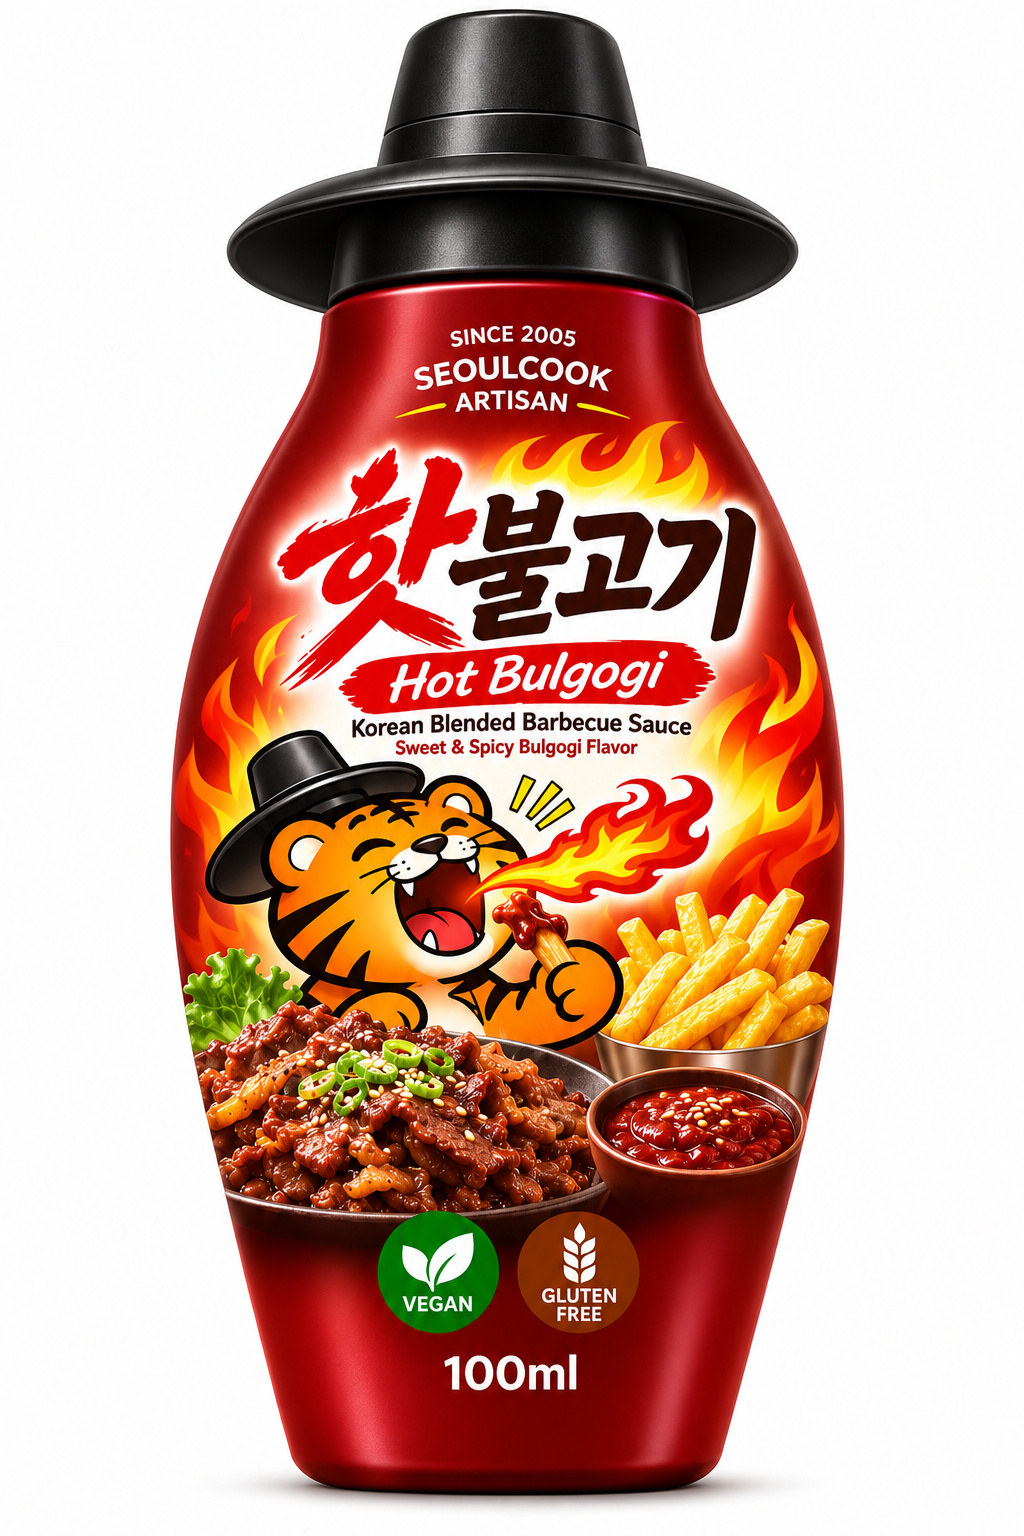 SINCE 2005
SEOULCOOK
ARTISAN
핫불고기
Hot Bulgogi
Korean Blended Barbecue Sauce
Sweet & Spicy Bulgogi Flavor
VEGAN
GLUTEN
FREE
100ml